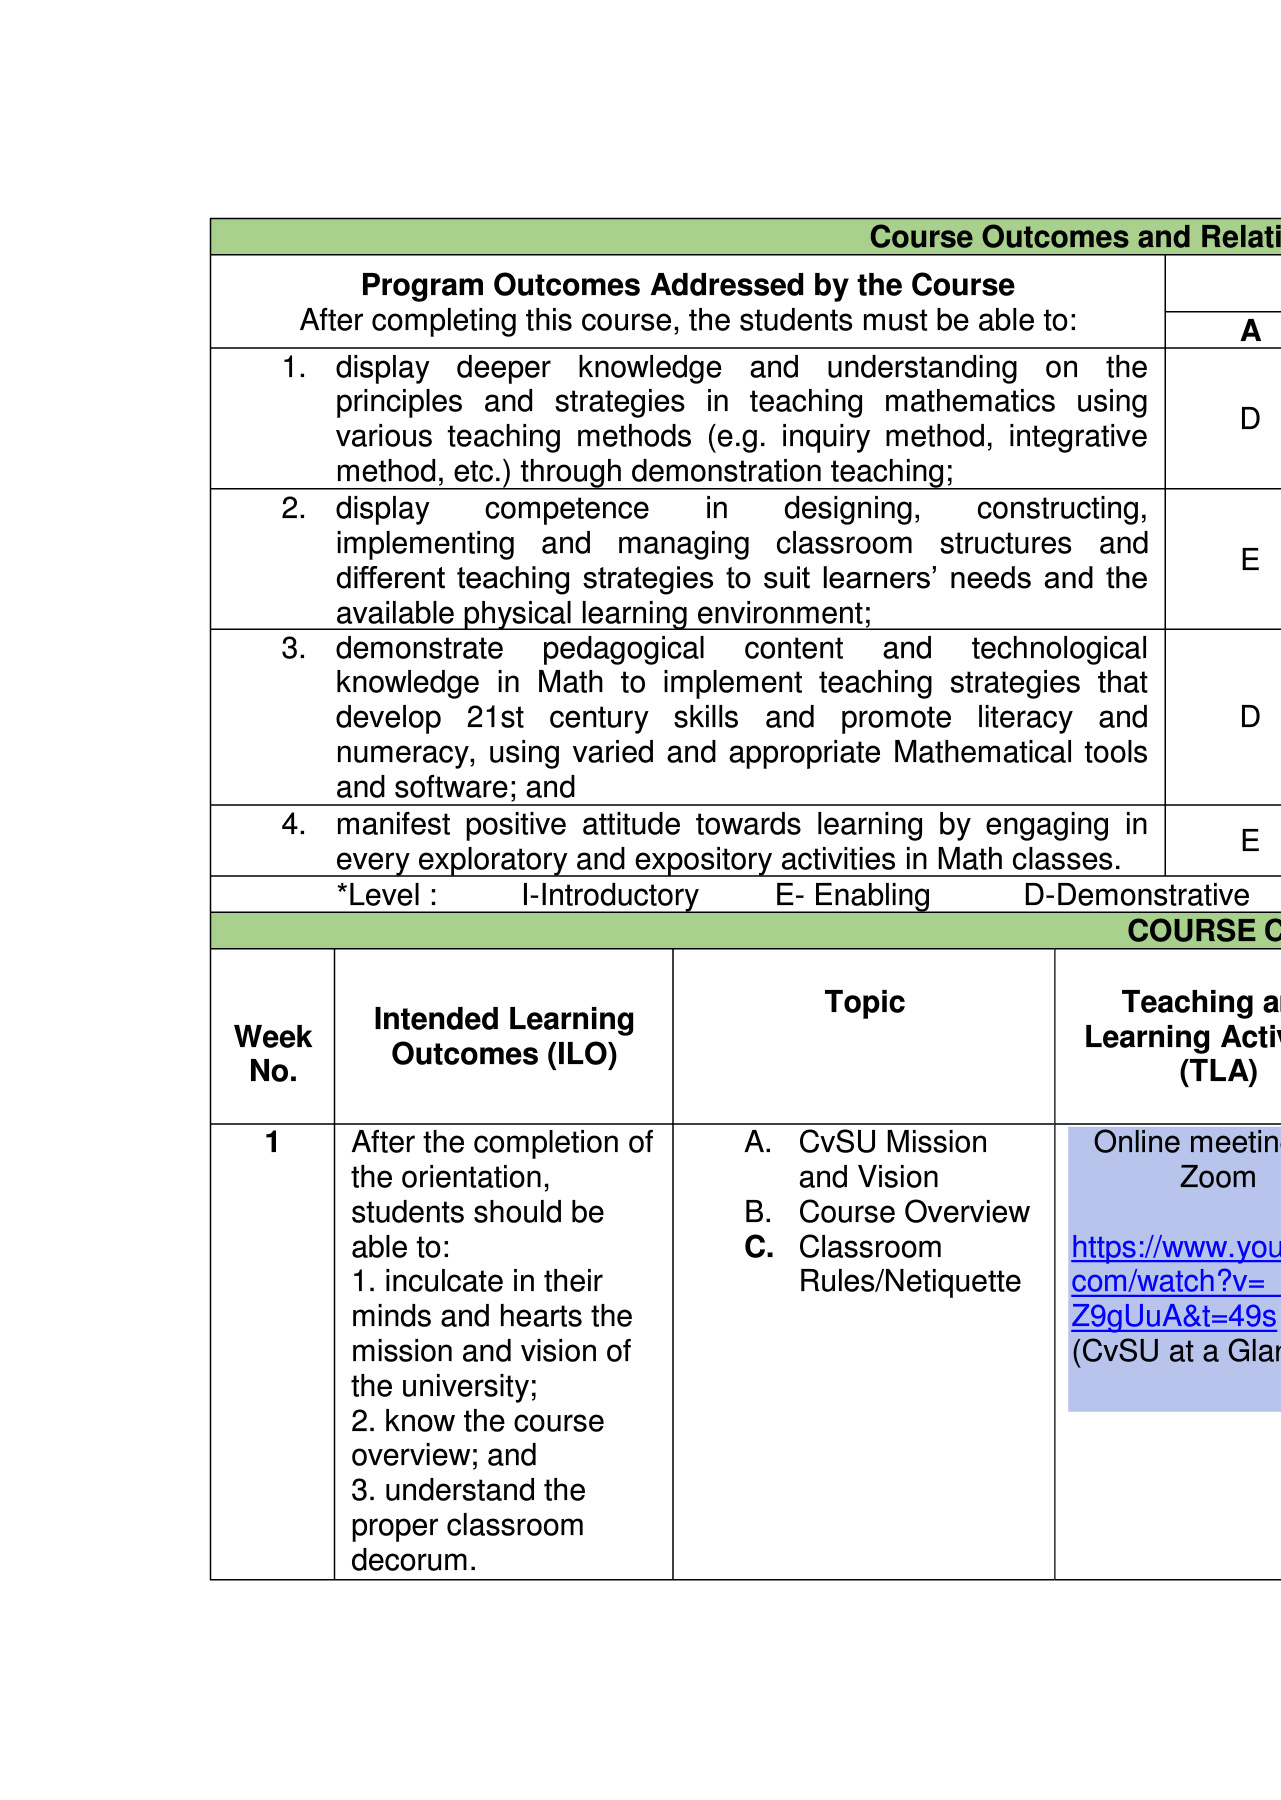 Course Outcomes and Relati
Program Outcomes Addressed by the Course
After completing this course, the students must be able to:
A
1. display deeper knowledge and understanding on the
principles and strategies in teaching mathematics using
various teaching methods (e.g. inquiry method, integrative
method, etc.) through demonstration teaching;
D
2. display competence in designing, constructing,
implementing and managing classroom structures and
different teaching strategies to suit learners’ needs and the
available physical learning environment;
E
3. demonstrate pedagogical content and technological
knowledge in Math to implement teaching strategies that
develop 21st century skills and promote literacy and
numeracy, using varied and appropriate Mathematical tools
and software; and
D
4. manifest positive attitude towards learning by engaging in
every exploratory and expository activities in Math classes.
E
*Level : I-Introductory E- Enabling D-Demonstrative
COURSE C
Week
No.
Intended Learning
Outcomes (ILO)
Topic
Teaching a
Learning Activ
(TLA)
1
After the completion of
the orientation,
students should be
able to:
1. inculcate in their
minds and hearts the
mission and vision of
the university;
2. know the course
overview; and
3. understand the
proper classroom
decorum.
A. CvSU Mission
and Vision
B. Course Overview
C. Classroom
Rules/Netiquette
Online meetin
Zoom
https://www.you
com/watch?v=_
Z9gUuA&t=49s
(CvSU at a Gla